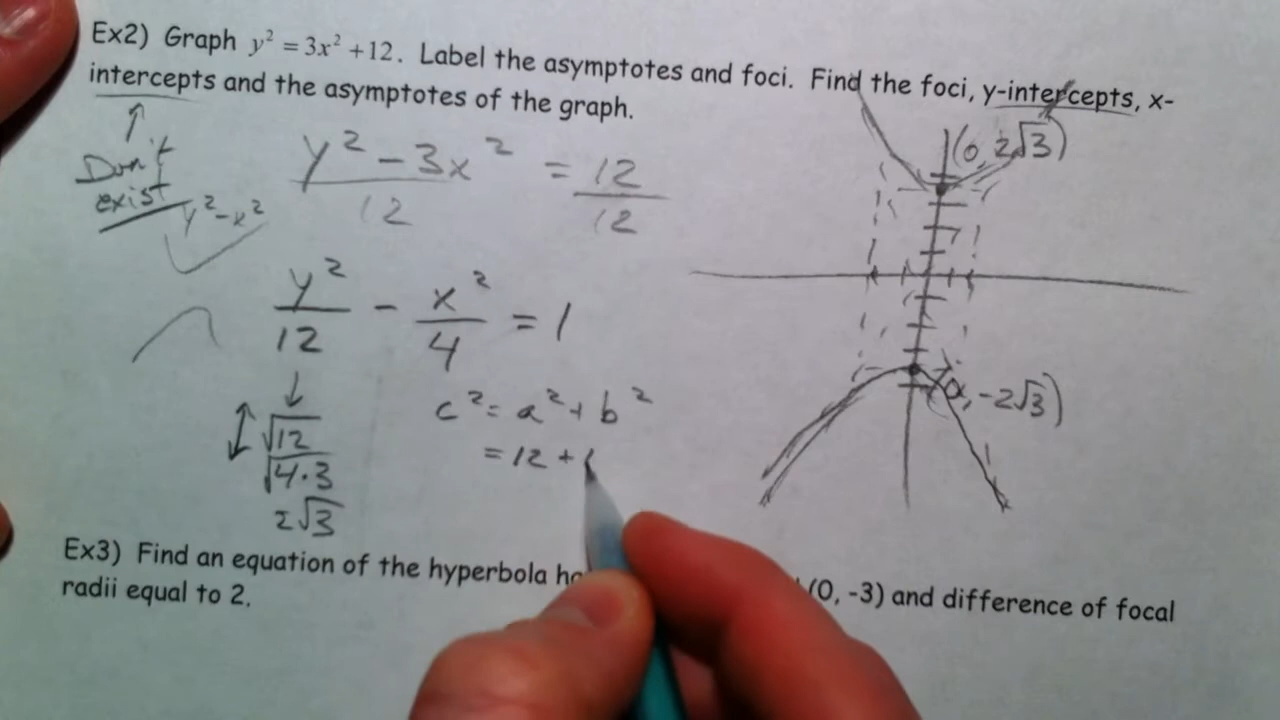 Ex2) Graph y² = 3x² + 12. Label the asymptotes and foci. Find the foci, y-intercepts, x-
intercepts and the asymptotes of the graph.
Don't
exist
y² - x²
y² - 3x² = 12
12 12
y² / 12 - x² / 4 = 1
√12
√4·3
2√3
c² = a² + b²
= 12 +
(0, 2√3)
, -2√3)
Ex3) Find an equation of the hyperbola (0, -3) and difference of focal
radii equal to 2.